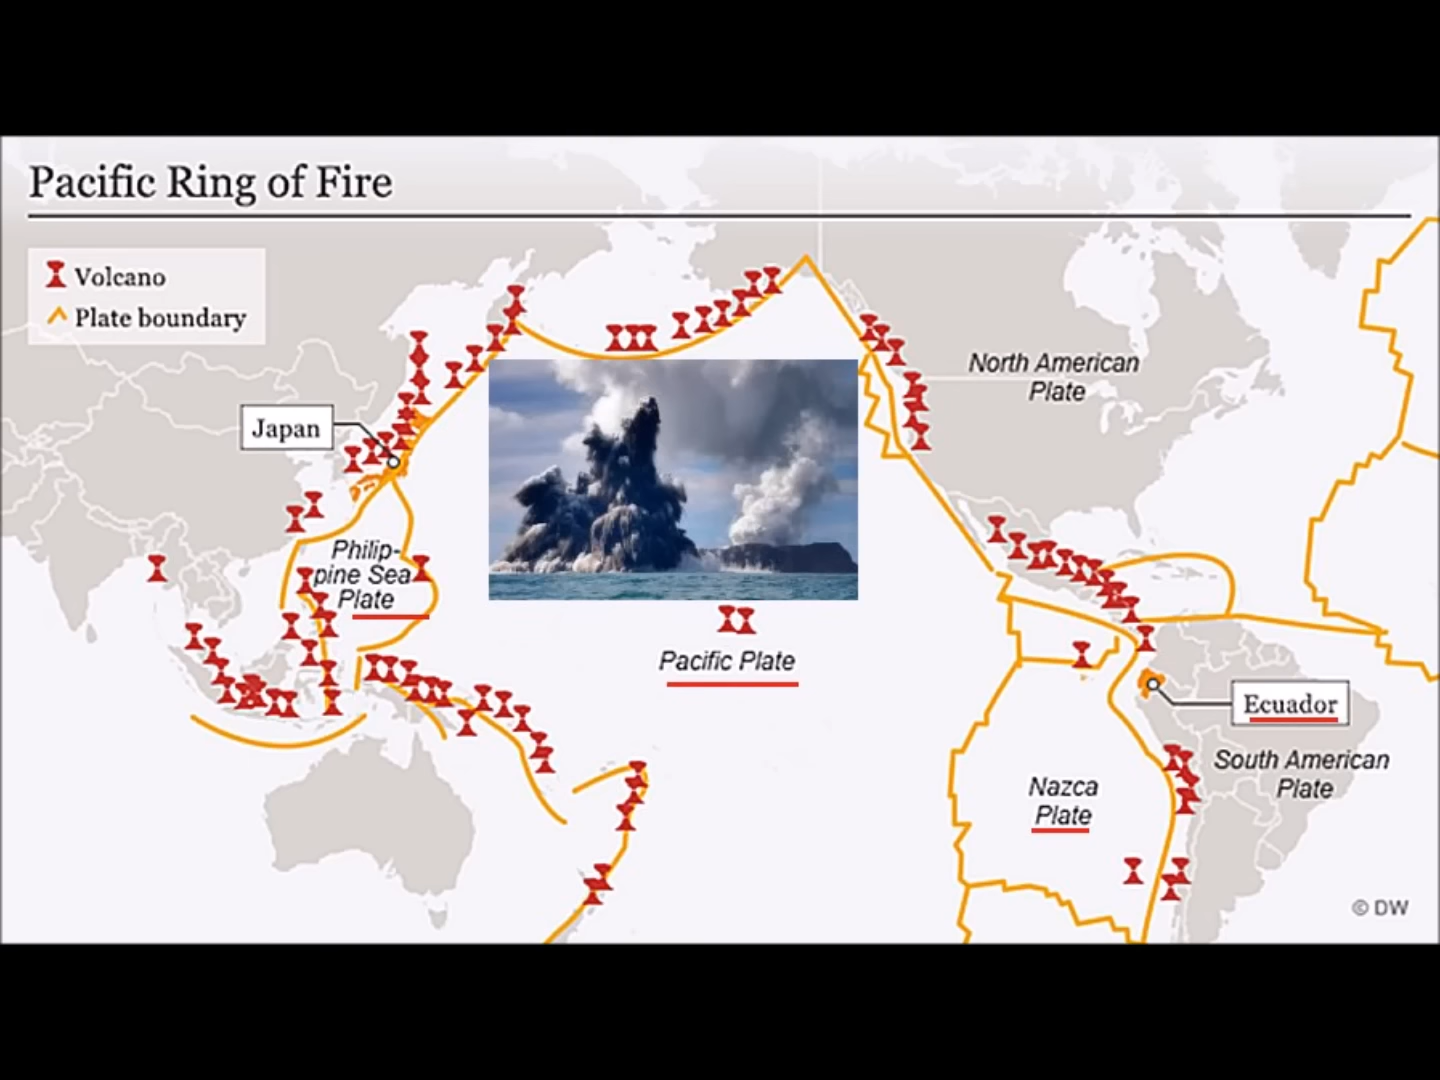 Pacific Ring of Fire
Volcano
Plate boundary
Japan
North American
Plate
Philip-
pine Sea
Plate
Pacific Plate
Ecuador
South American
Plate
Nazca
Plate
© DW